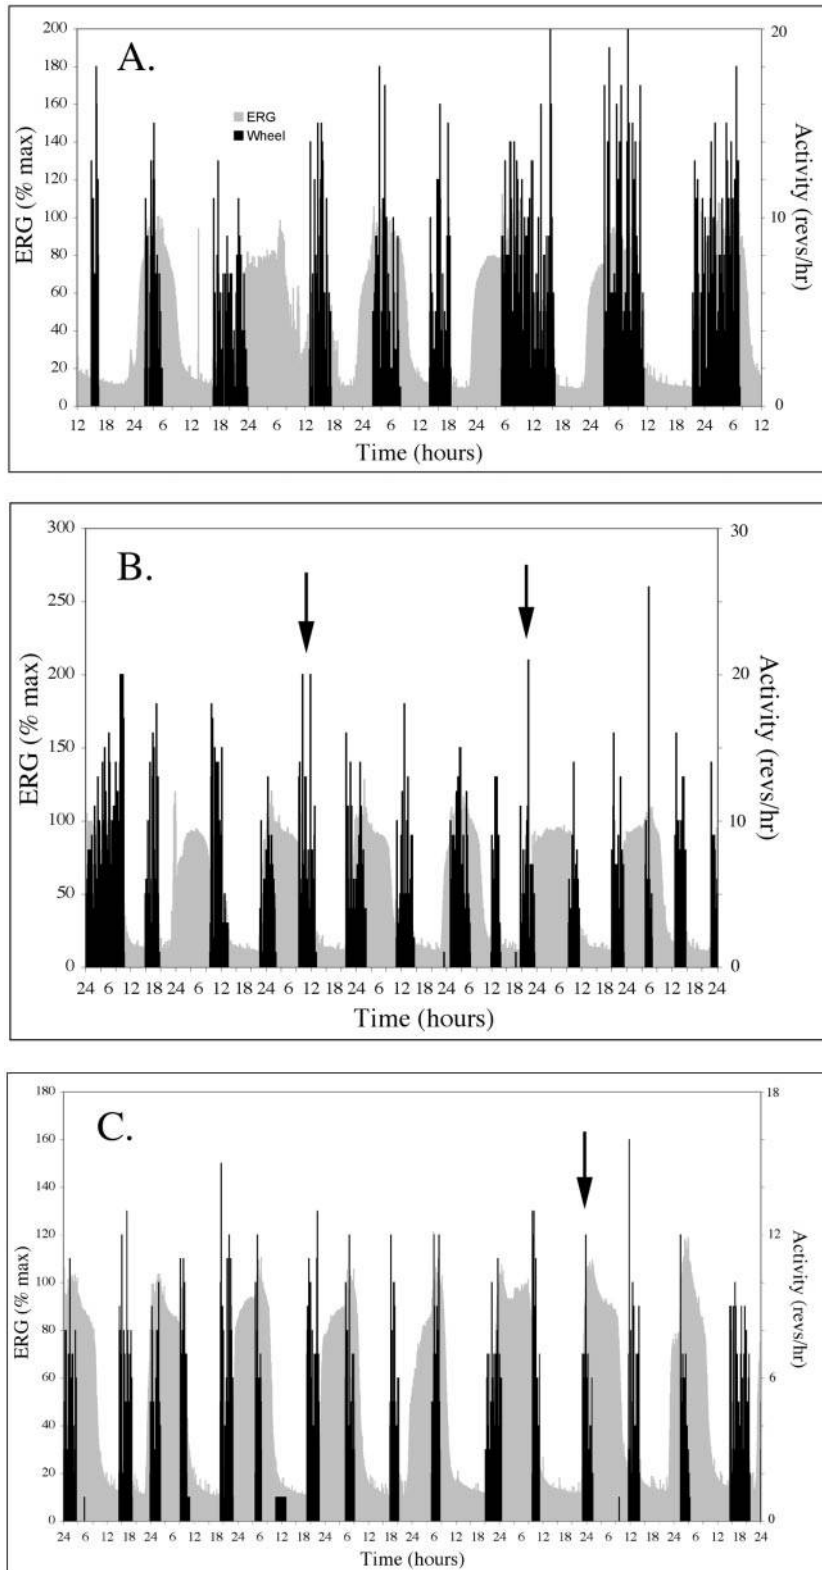 A.
ERG
Wheel
200
180
160
140
120
100
80
60
40
20
0
ERG (% max)
20
10
0
Activity (revs/hr)
12 18 24 6 12 18 24 6 12 18 24 6 12 18 24 6 12 18 24 6 12 18 24 6 12
Time (hours)
B.
300
250
200
150
100
50
0
ERG (% max)
30
20
10
0
Activity (revs/hr)
24 6 12 18 24 6 12 18 24 6 12 18 24 6 12 18 24 6 12 18 24 6 12 18 24 6 12 18 24
Time (hours)
C.
180
160
140
120
100
80
60
40
20
0
ERG (% max)
18
12
6
0
Activity (revs/hr)
24 6 12 18 24 6 12 18 24 6 12 18 24 6 12 18 24 6 12 18 24 6 12 18 24 6 12 18 24 6 12 18 24
Time (hours)